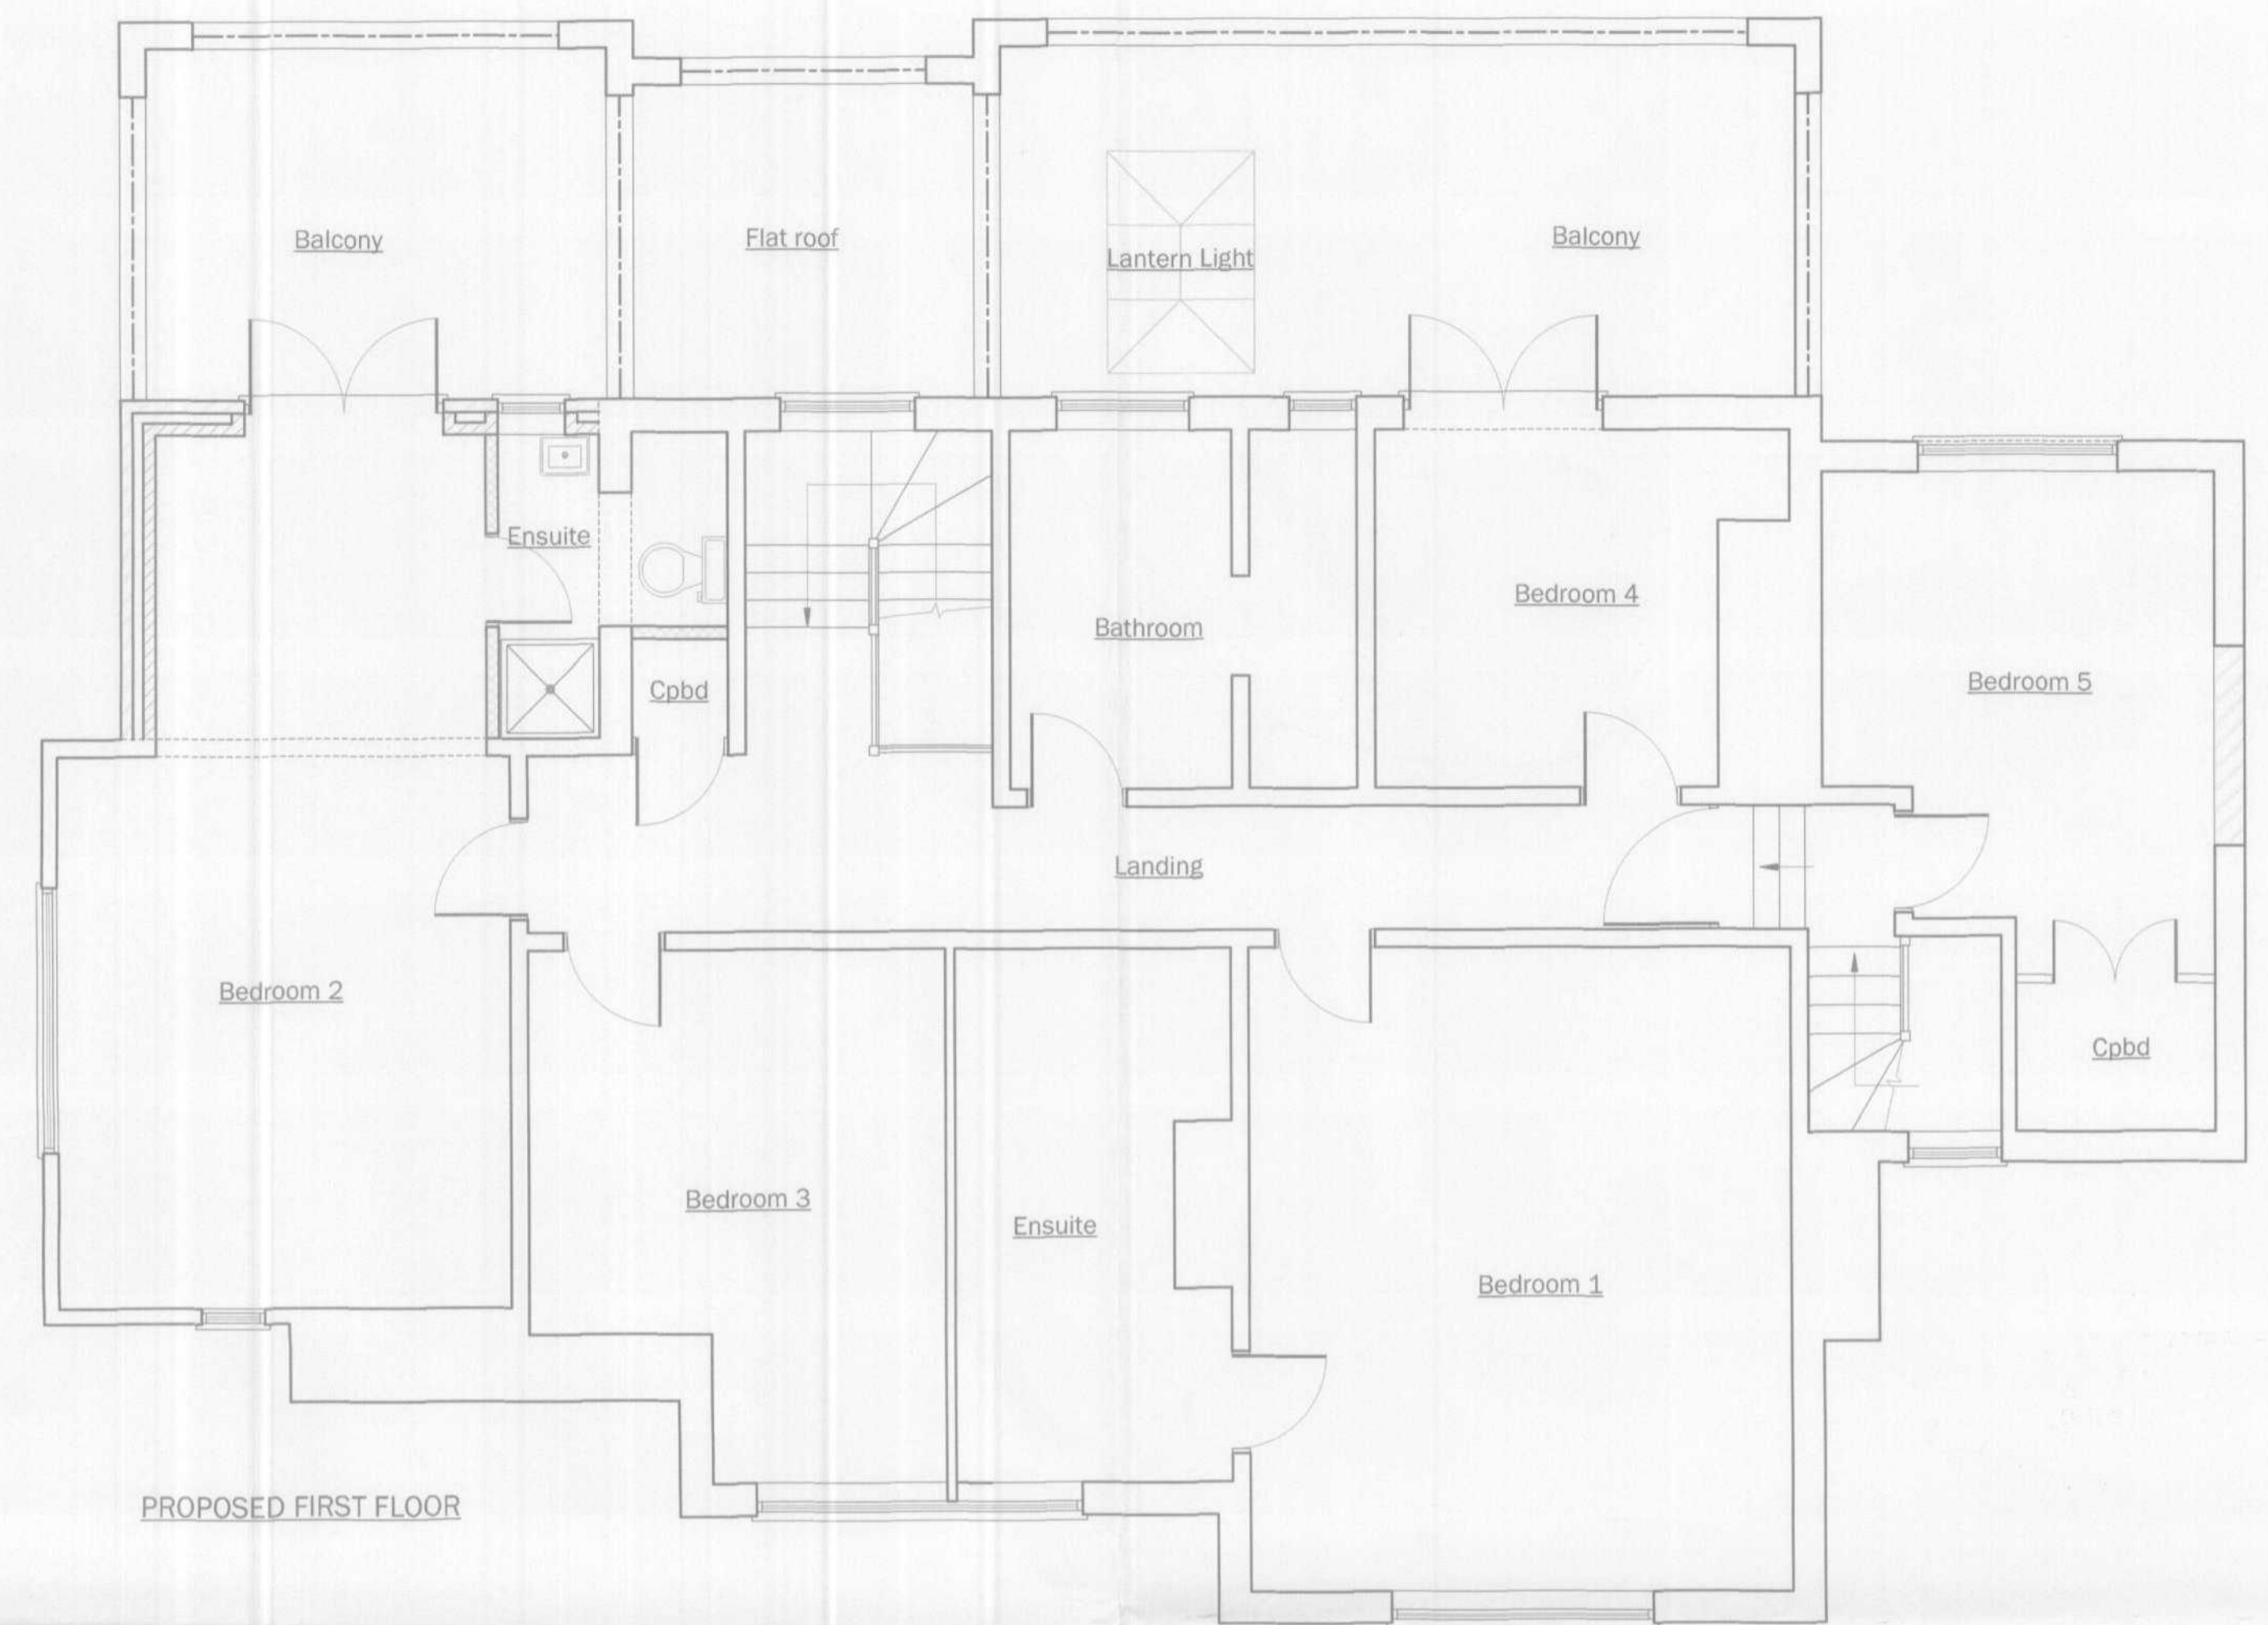 Balcony
Flat roof
Lantern Light
Balcony
Ensuite
Bedroom 4
Bathroom
Bedroom 5
Cpbd
Landing
Bedroom 2
Cpbd
Bedroom 3
Ensuite
Bedroom 1
PROPOSED FIRST FLOOR